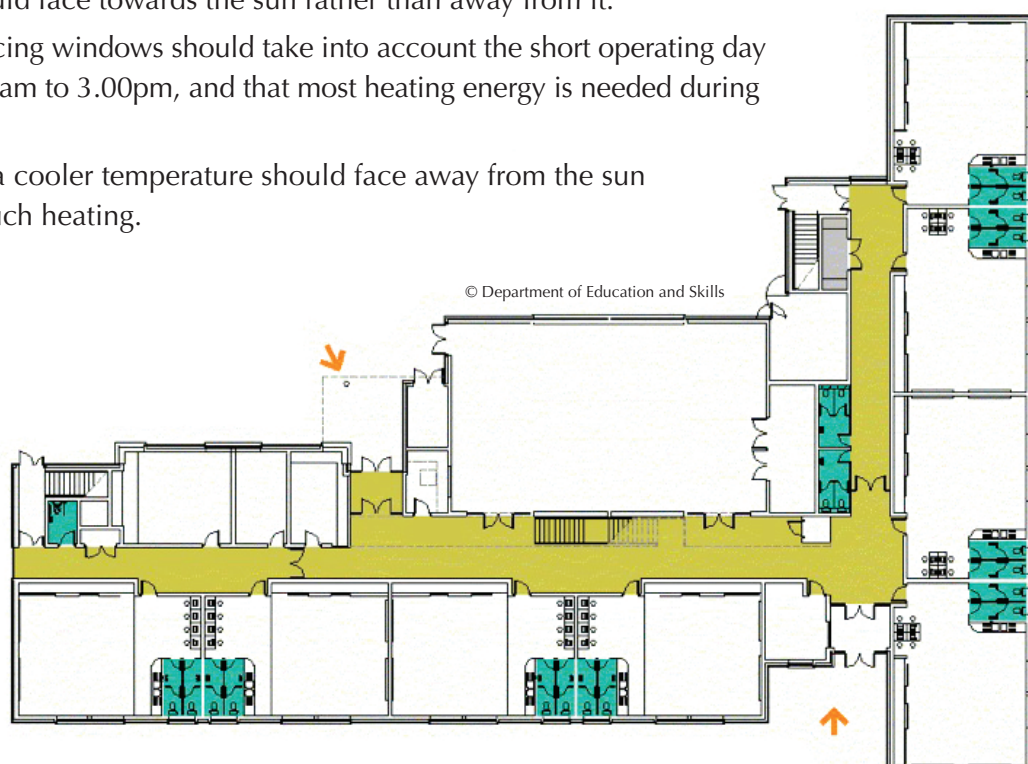 uld face towards the sun rather than away from it.
cing windows should take into account the short operating day
am to 3.00pm, and that most heating energy is needed during
a cooler temperature should face away from the sun
uch heating.
© Department of Education and Skills